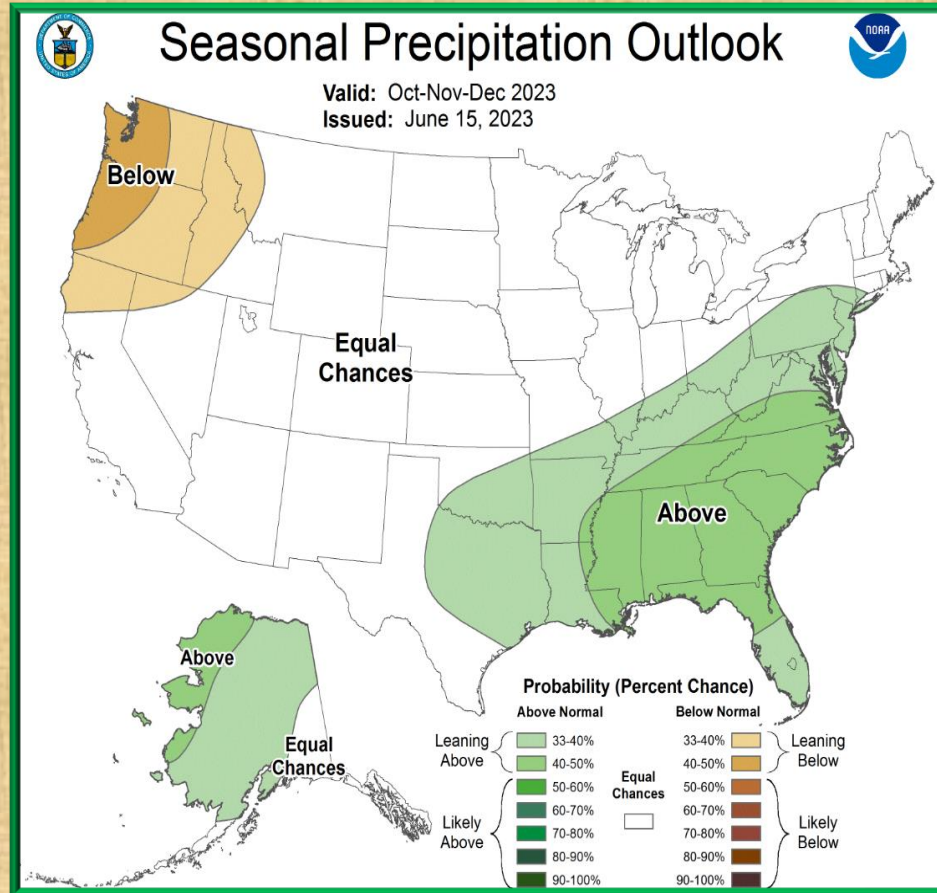 Seasonal Precipitation Outlook
NOAA
Valid: Oct-Nov-Dec 2023
Issued: June 15, 2023
Below
Equal
Chances
Above
Above
Equal
Chances
Probability (Percent Chance)
Above Normal
Below Normal
Leaning
Above
33-40%
40-50%
Likely
Above
50-60%
60-70%
70-80%
80-90%
90-100%
Equal
Chances
33-40%
40-50%
Leaning
Below
50-60%
60-70%
70-80%
80-90%
90-100%
Likely
Below